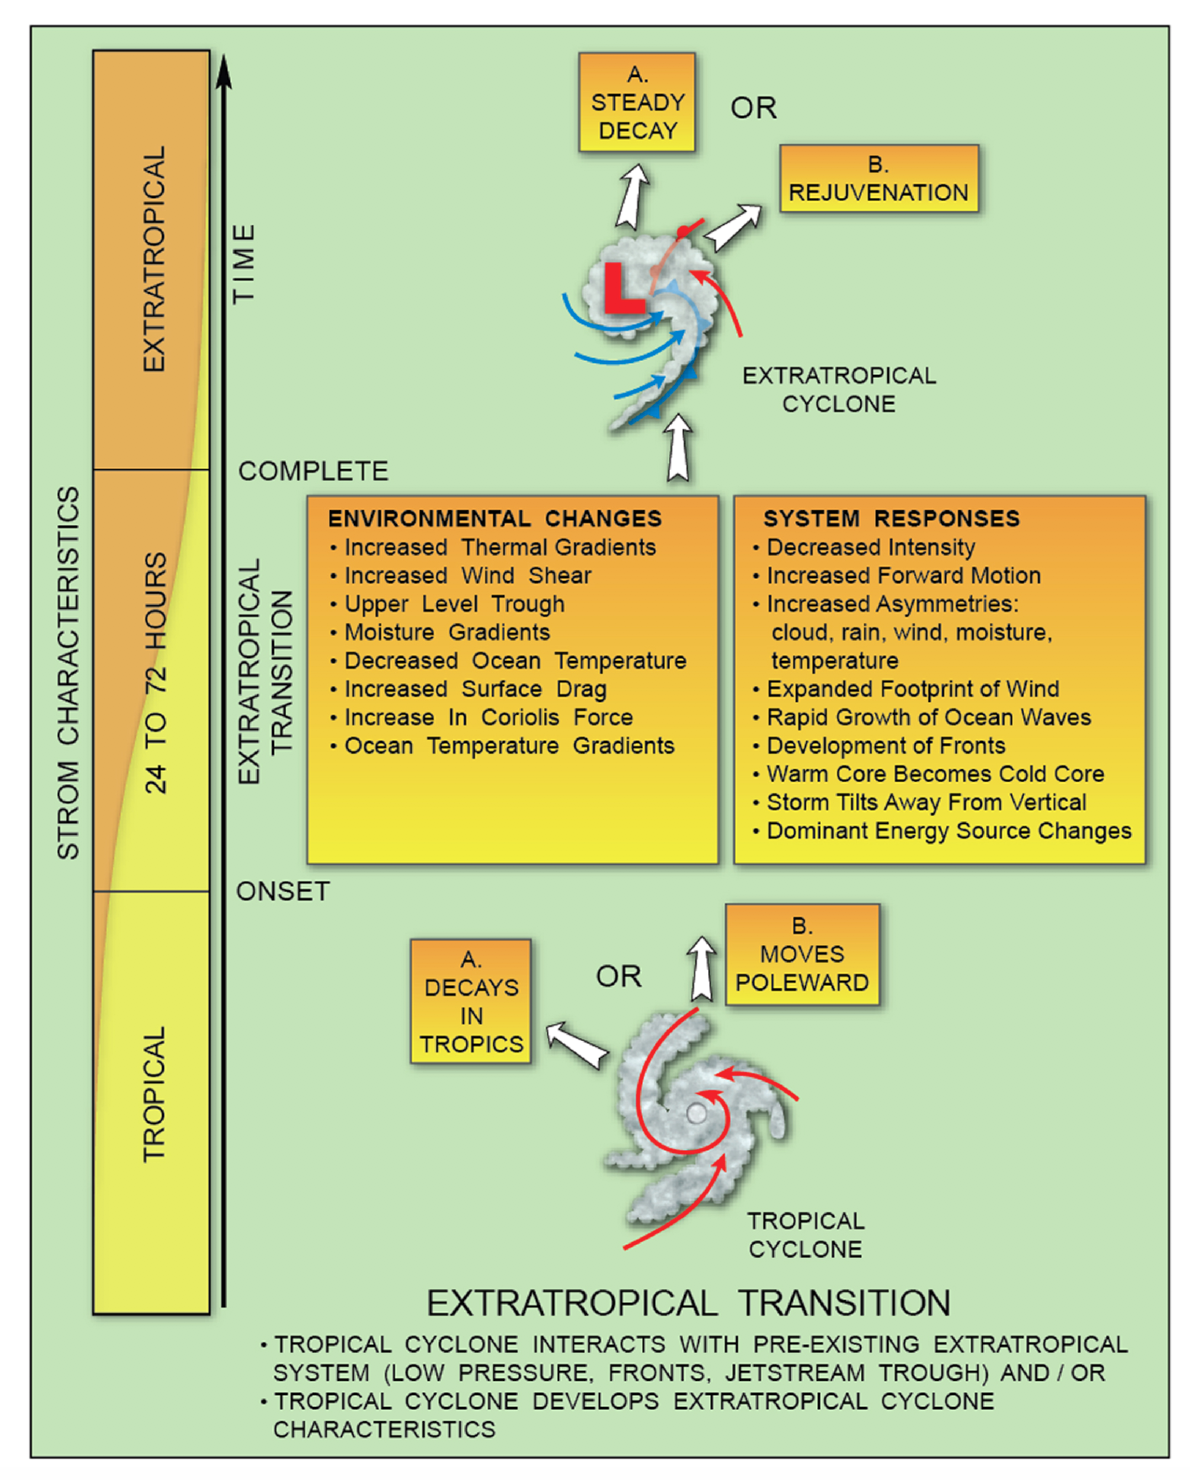 A.
STEADY
DECAY
OR
B.
REJUVENATION
EXTRATROPICAL
TIME
L
EXTRATROPICAL
CYCLONE
COMPLETE
STROM CHARACTERISTICS
24 TO 72 HOURS
EXTRATROPICAL
TRANSITION
ENVIRONMENTAL CHANGES
• Increased Thermal Gradients
• Increased Wind Shear
• Upper Level Trough
• Moisture Gradients
• Decreased Ocean Temperature
• Increased Surface Drag
• Increase In Coriolis Force
• Ocean Temperature Gradients
SYSTEM RESPONSES
• Decreased Intensity
• Increased Forward Motion
• Increased Asymmetries:
cloud, rain, wind, moisture,
temperature
• Expanded Footprint of Wind
• Rapid Growth of Ocean Waves
• Development of Fronts
• Warm Core Becomes Cold Core
• Storm Tilts Away From Vertical
• Dominant Energy Source Changes
ONSET
A.
DECAYS
IN
TROPICS
OR
B.
MOVES
POLEWARD
TROPICAL
TROPICAL
CYCLONE
EXTRATROPICAL TRANSITION
• TROPICAL CYCLONE INTERACTS WITH PRE-EXISTING EXTRATROPICAL
SYSTEM (LOW PRESSURE, FRONTS, JETSTREAM TROUGH) AND / OR
• TROPICAL CYCLONE DEVELOPS EXTRATROPICAL CYCLONE
CHARACTERISTICS